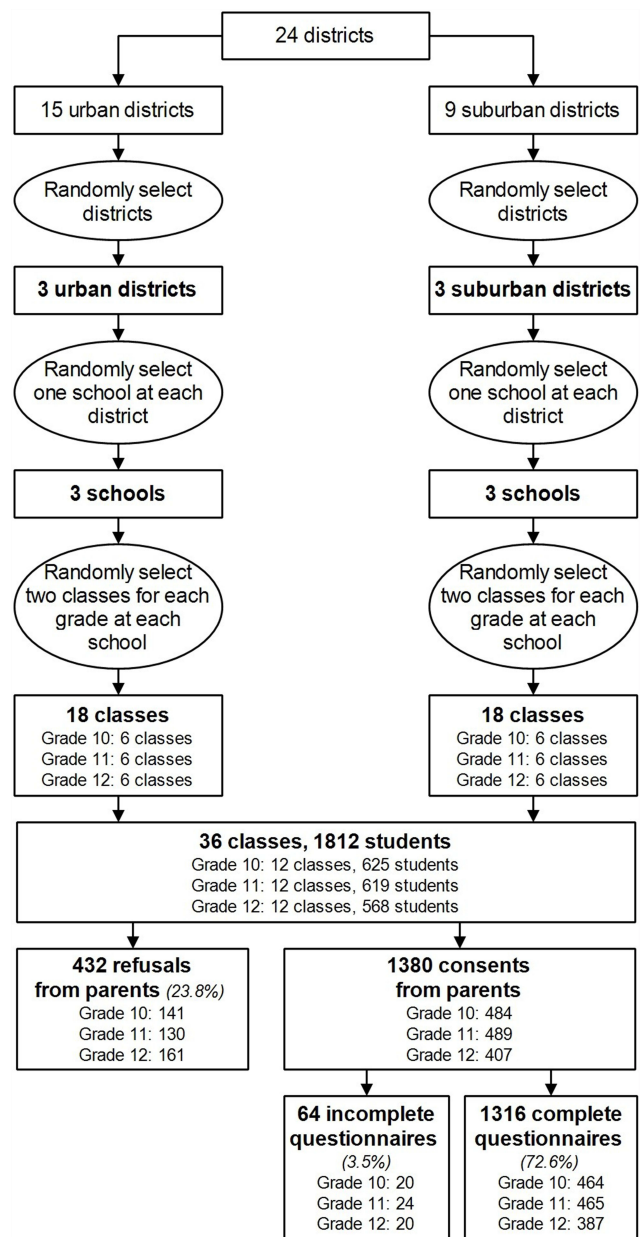 24 districts
15 urban districts
9 suburban districts
Randomly select
districts
Randomly select
districts
3 urban districts
3 suburban districts
Randomly select
one school at each
district
Randomly select
one school at each
district
3 schools
3 schools
Randomly select
two classes for each
grade at each
school
Randomly select
two classes for each
grade at each
school
18 classes
Grade 10: 6 classes
Grade 11: 6 classes
Grade 12: 6 classes
18 classes
Grade 10: 6 classes
Grade 11: 6 classes
Grade 12: 6 classes
36 classes, 1812 students
Grade 10: 12 classes, 625 students
Grade 11: 12 classes, 619 students
Grade 12: 12 classes, 568 students
432 refusals
from parents (23.8%)
Grade 10: 141
Grade 11: 130
Grade 12: 161
1380 consents
from parents
Grade 10: 484
Grade 11: 489
Grade 12: 407
64 incomplete
questionnaires
(3.5%)
Grade 10: 20
Grade 11: 24
Grade 12: 20
1316 complete
questionnaires
(72.6%)
Grade 10: 464
Grade 11: 465
Grade 12: 387